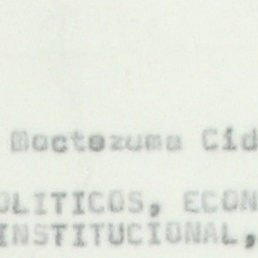 Moctezuma Cid
OLITICOS, ECON
INSTITUCIONAL,